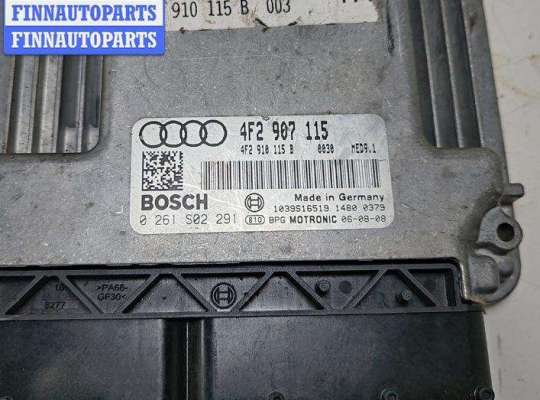 FINNAUTOPARTS
FINNAUTOPARTS
910 115 B 003
4F2 907 115
4F2 910 115 B 0030 MED9.1
BOSCH
Made in Germany
1039S16519 1480 0379
0 261 S02 291 810 BPG MOTRONIC 06-08-08
>PA66-
GF30<